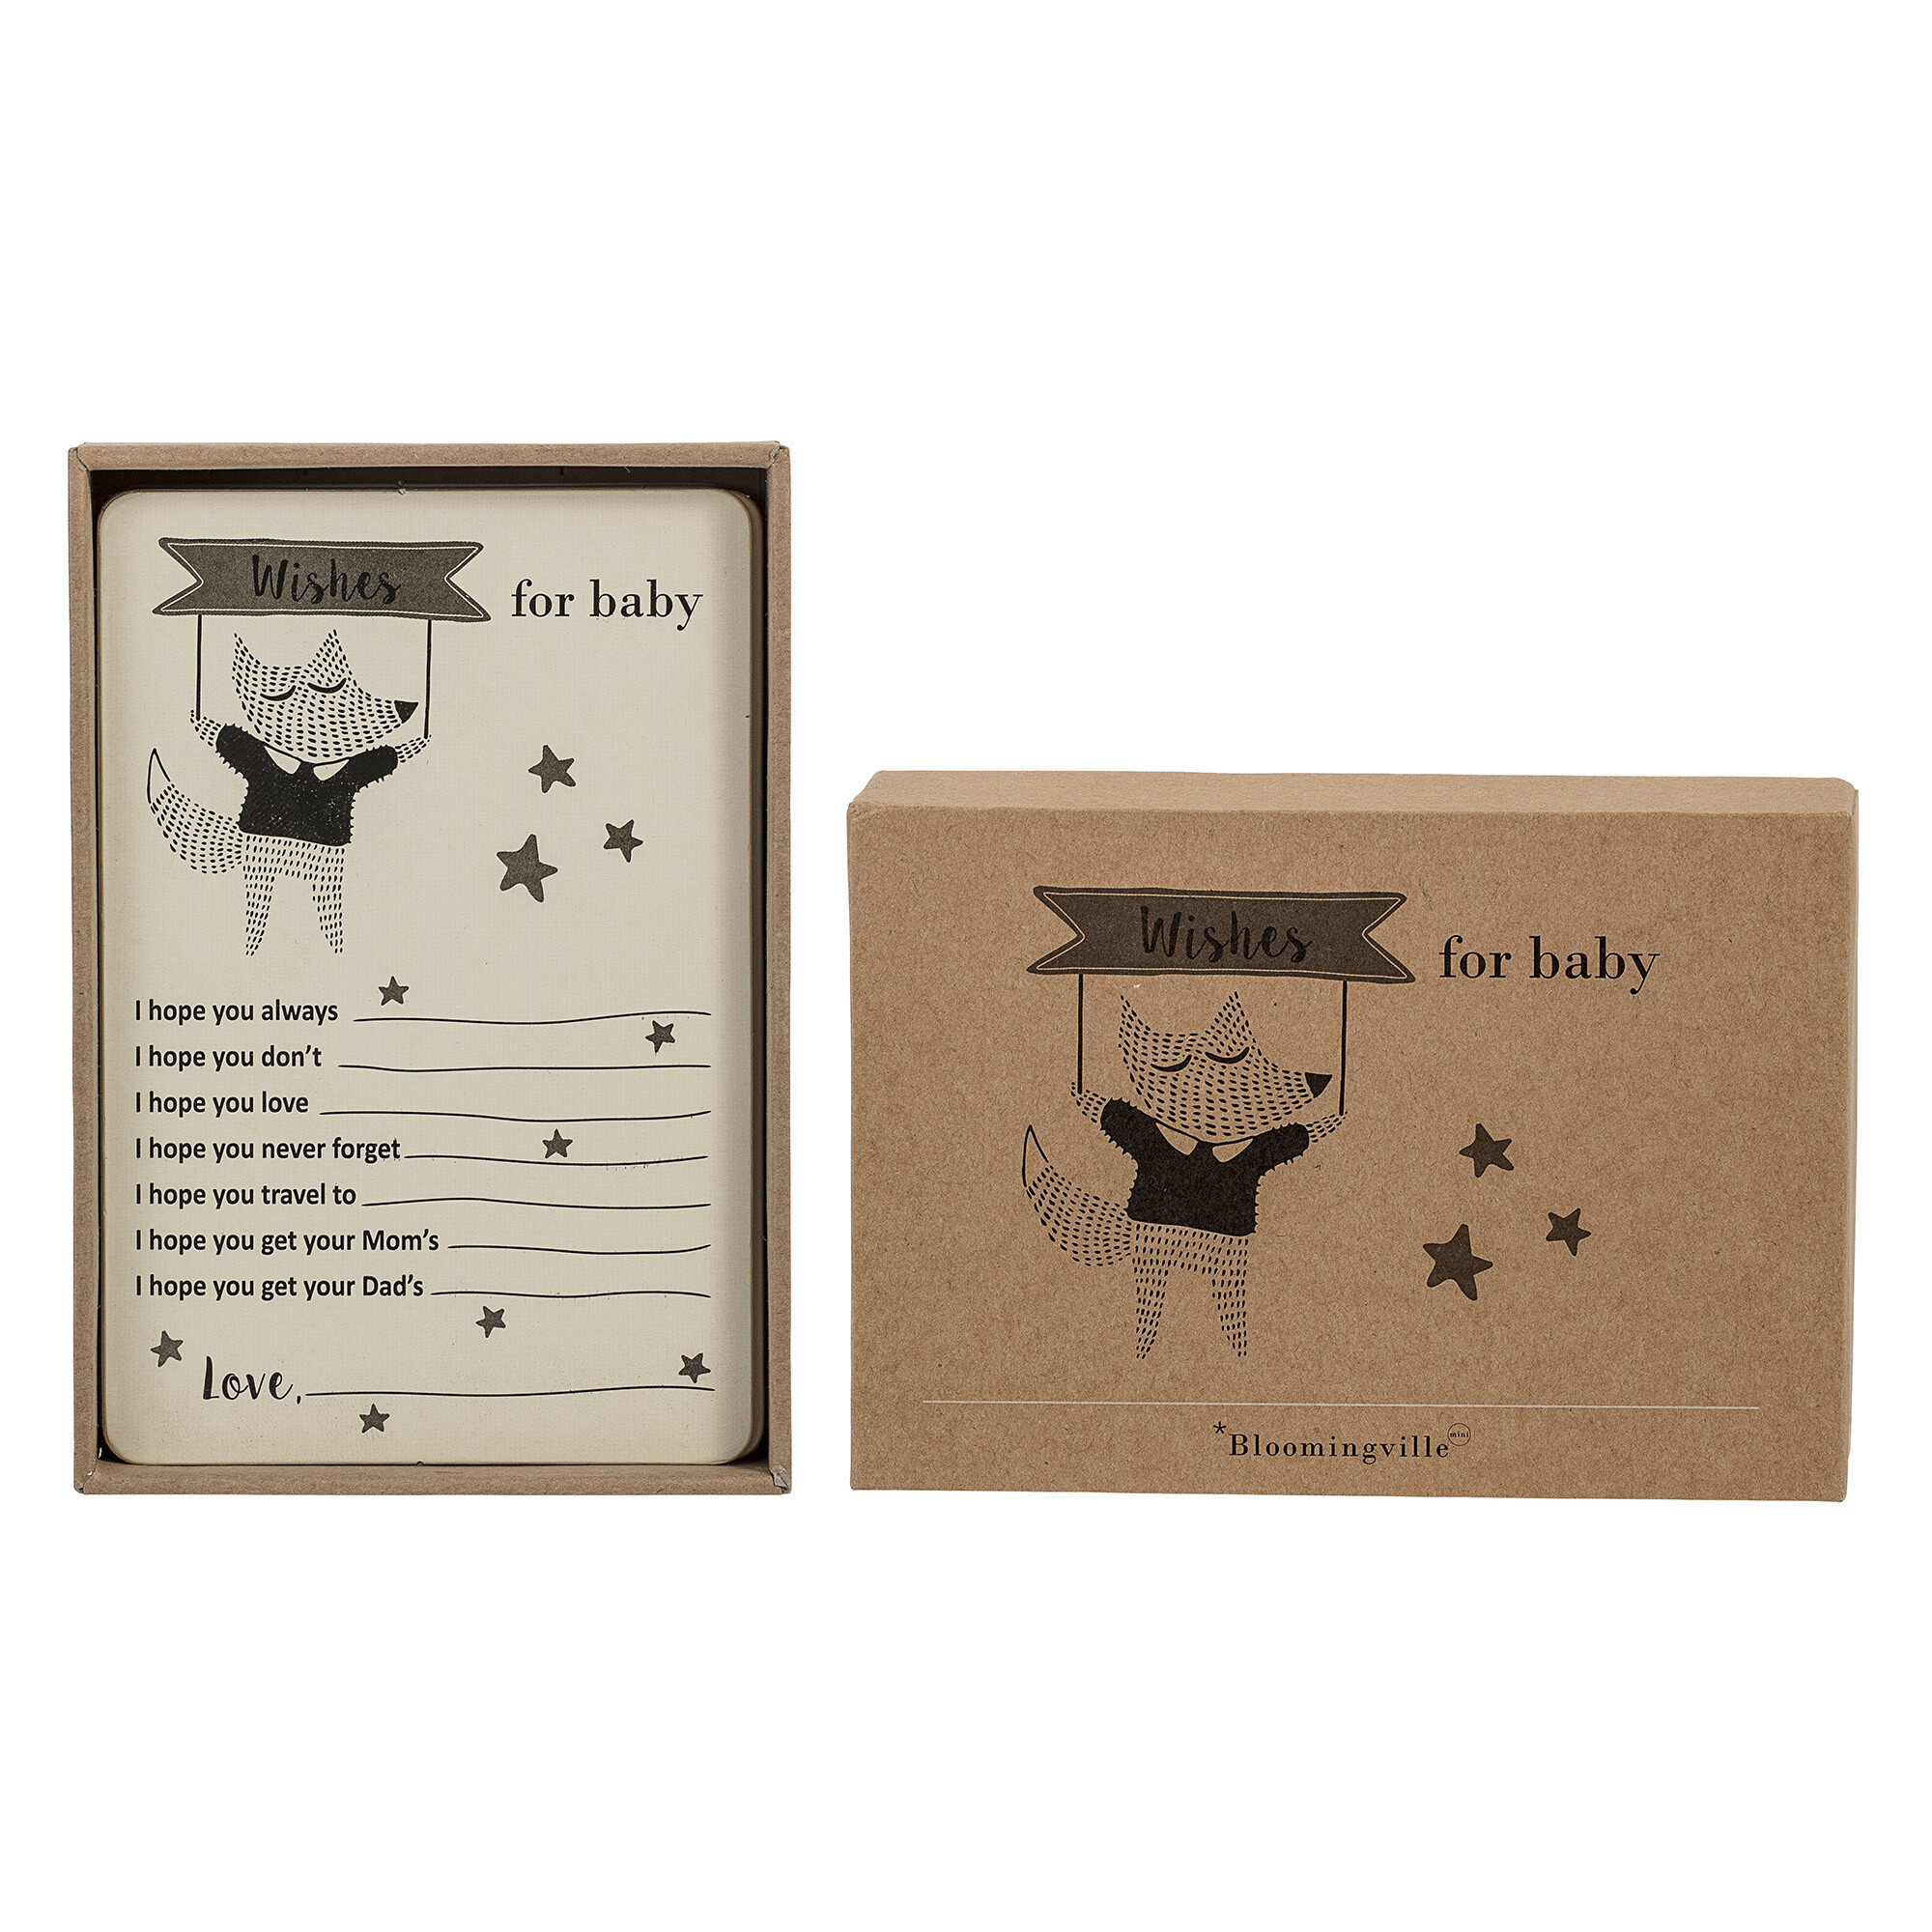 Wishes
for baby
I hope you always
I hope you don't
I hope you love
I hope you never forget
I hope you travel to
I hope you get your Mom's
I hope you get your Dad's
Love,
Wishes
for baby
*Bloomingville mini